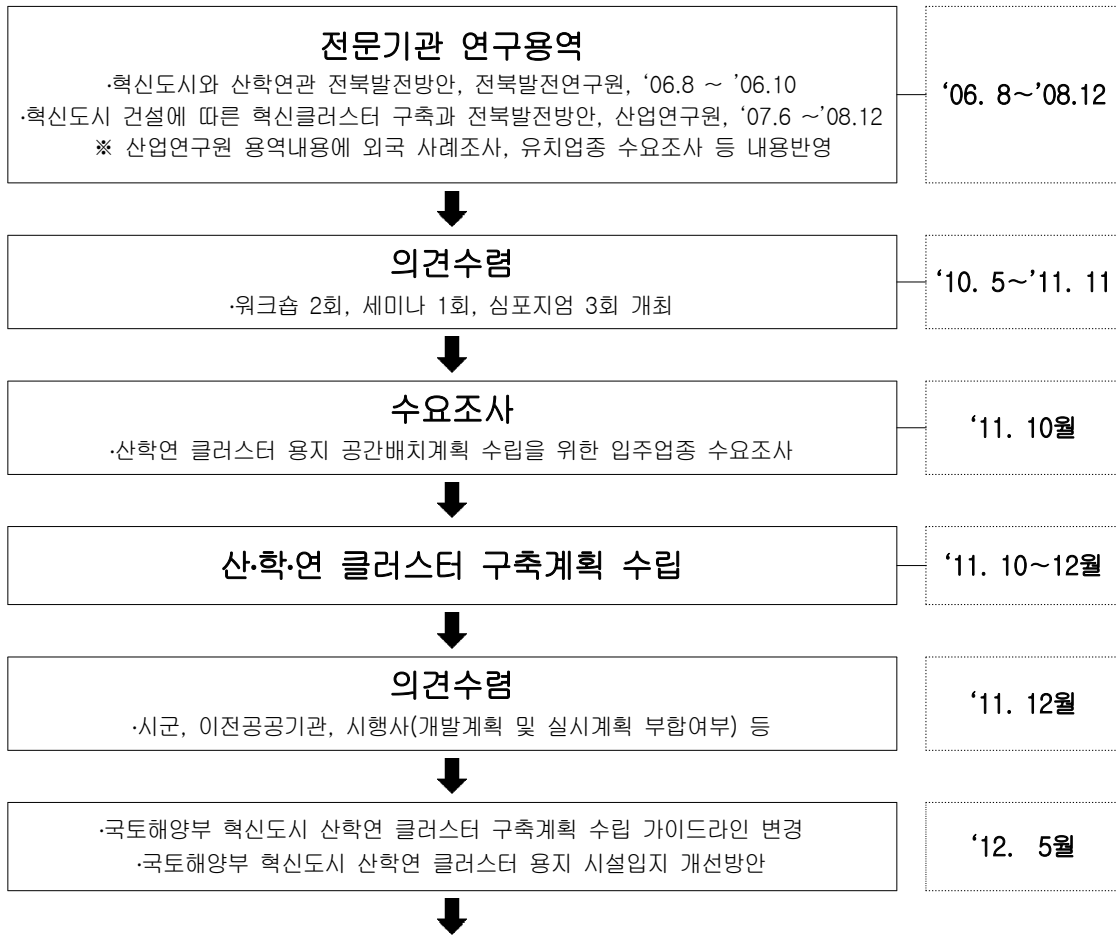 전문기관 연구용역
·혁신도시와 산학연관 전북발전방안, 전북발전연구원, ‘06.8 ~ ’06.10
·혁신도시 건설에 따른 혁신클러스터 구축과 전북발전방안, 산업연구원, ‘07.6 ~’08.12
※ 산업연구원 용역내용에 외국 사례조사, 유치업종 수요조사 등 내용반영
‘06. 8~‘08.12
의견수렴
·워크숍 2회, 세미나 1회, 심포지엄 3회 개최
‘10. 5~’11. 11
수요조사
·산학연 클러스터 용지 공간배치계획 수립을 위한 입주업종 수요조사
‘11. 10월
산·학·연 클러스터 구축계획 수립
‘11. 10~12월
의견수렴
·시군, 이전공공기관, 시행사(개발계획 및 실시계획 부합여부) 등
‘11. 12월
·국토해양부 혁신도시 산학연 클러스터 구축계획 수립 가이드라인 변경
·국토해양부 혁신도시 산학연 클러스터 용지 시설입지 개선방안
‘12. 5월